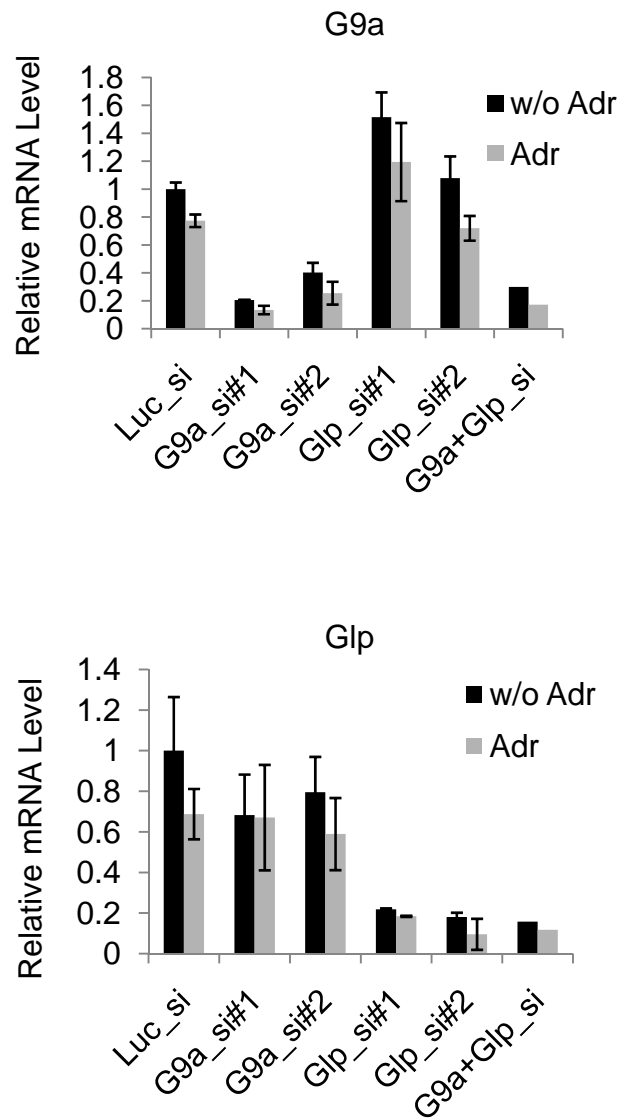 G9a
Relative mRNA Level
1.8
1.6
1.4
1.2
1
0.8
0.6
0.4
0.2
0
w/o Adr
Adr
Luc_si
G9a_si#1
G9a_si#2
Glp_si#1
Glp_si#2
G9a+Glp_si
Glp
Relative mRNA Level
1.4
1.2
1
0.8
0.6
0.4
0.2
0
w/o Adr
Adr
Luc_si
G9a_si#1
G9a_si#2
Glp_si#1
Glp_si#2
G9a+Glp_si